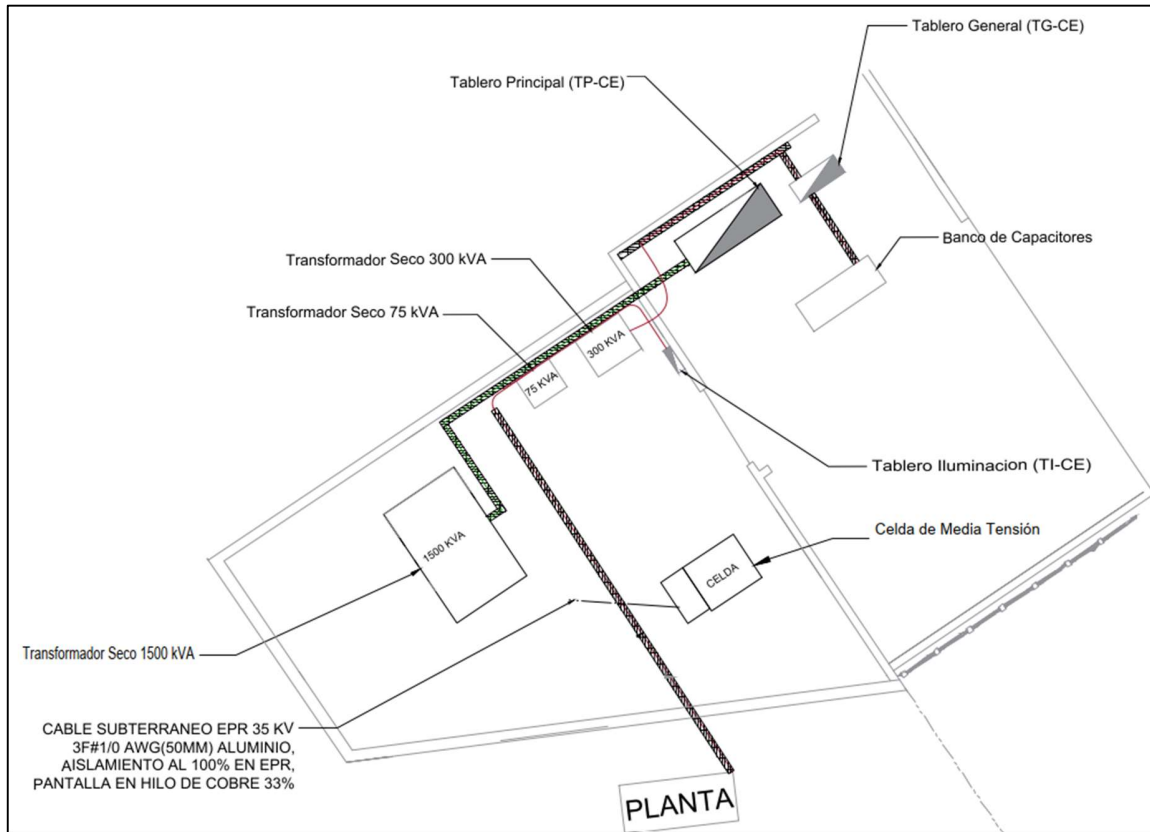 Tablero General (TG-CE)
Tablero Principal (TP-CE)
Banco de Capacitores
Transformador Seco 300 kVA
Transformador Seco 75 kVA
300 KVA
75 KVA
Tablero Iluminacion (TI-CE)
Celda de Media Tensión
1500 KVA
CELDA
Transformador Seco 1500 kVA
CABLE SUBTERRANEO EPR 35 KV
3F#1/0 AWG(50MM) ALUMINIO,
AISLAMIENTO AL 100% EN EPR,
PANTALLA EN HILO DE COBRE 33%
PLANTA